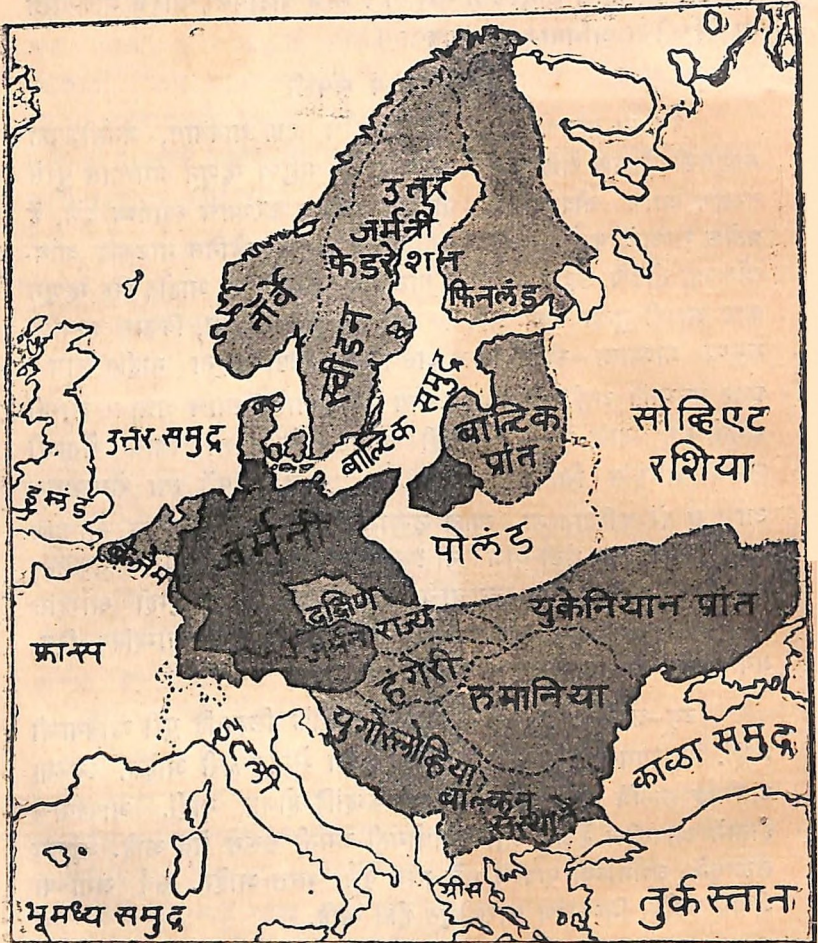 उत्तर
जर्मनी
फेडरेशन
नॉर्वे
स्वीडन
फिनलंड
बाल्टिक समुद्र
उत्तर समुद्र
बाल्टिक
प्रांत
सोव्हिएट
रशिया
इंग्लंड
जर्मनी
पोलंड
दक्षिण
जर्मन राज्य
युक्रेनियान प्रांत
फ्रान्स
हंगेरी
रुमानिया
युगोस्लोव्हिया
इटली
काळा समुद्र
बाल्कन
संस्थाने
ग्रीस
तुर्कस्तान
भूमध्य समुद्र